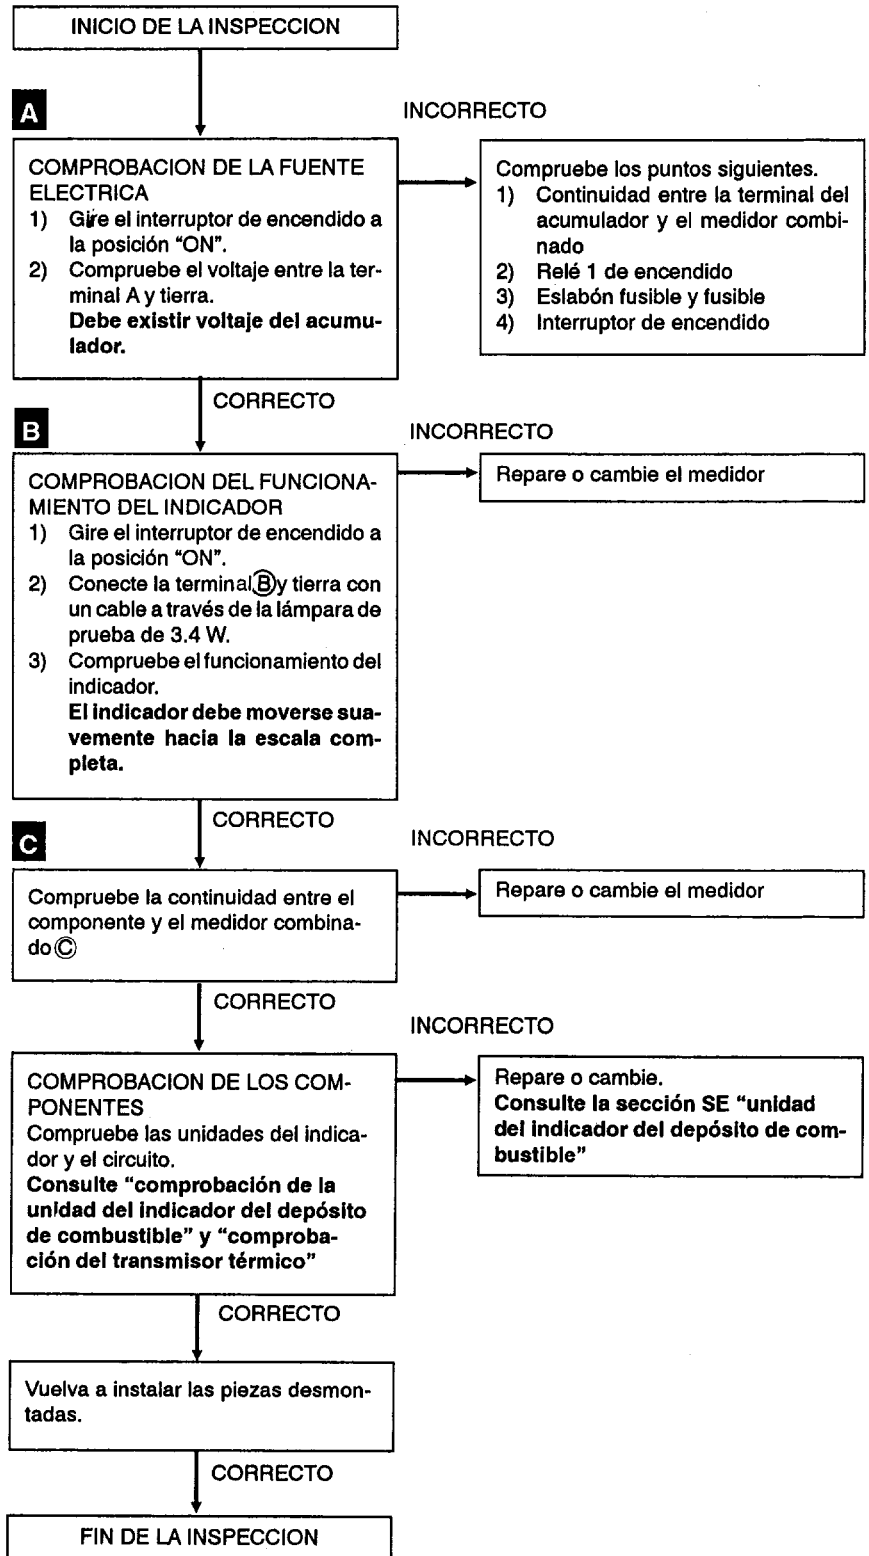 INICIO DE LA INSPECCION
A
INCORRECTO
COMPROBACION DE LA FUENTE
ELECTRICA
1) Gire el interruptor de encendido a
la posición “ON”.
2) Compruebe el voltaje entre la ter-
minal A y tierra.
Debe existir voltaje del acumu-
lador.
Compruebe los puntos siguientes.
1) Continuidad entre la terminal del
acumulador y el medidor combi-
nado
2) Relé 1 de encendido
3) Eslabón fusible y fusible
4) Interruptor de encendido
CORRECTO
B
INCORRECTO
COMPROBACION DEL FUNCIONA-
MIENTO DEL INDICADOR
1) Gire el interruptor de encendido a
la posición “ON”.
2) Conecte la terminal Ⓑ y tierra con
un cable a través de la lámpara de
prueba de 3.4 W.
3) Compruebe el funcionamiento del
indicador.
El indicador debe moverse sua-
vemente hacia la escala com-
pleta.
Repare o cambie el medidor
CORRECTO
C
INCORRECTO
Compruebe la continuidad entre el
componente y el medidor combina-
do Ⓒ
Repare o cambie el medidor
CORRECTO
INCORRECTO
COMPROBACION DE LOS COM-
PONENTES
Compruebe las unidades del indica-
dor y el circuito.
Consulte “comprobación de la
unidad del indicador del depósito
de combustible” y “comproba-
ción del transmisor térmico”
Repare o cambie.
Consulte la sección SE “unidad
del indicador del depósito de com-
bustible”
CORRECTO
Vuelva a instalar las piezas desmon-
tadas.
CORRECTO
FIN DE LA INSPECCION